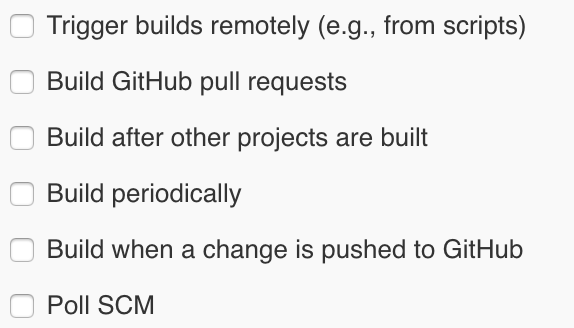 Trigger builds remotely (e.g., from scripts)
Build GitHub pull requests
Build after other projects are built
Build periodically
Build when a change is pushed to GitHub
Poll SCM